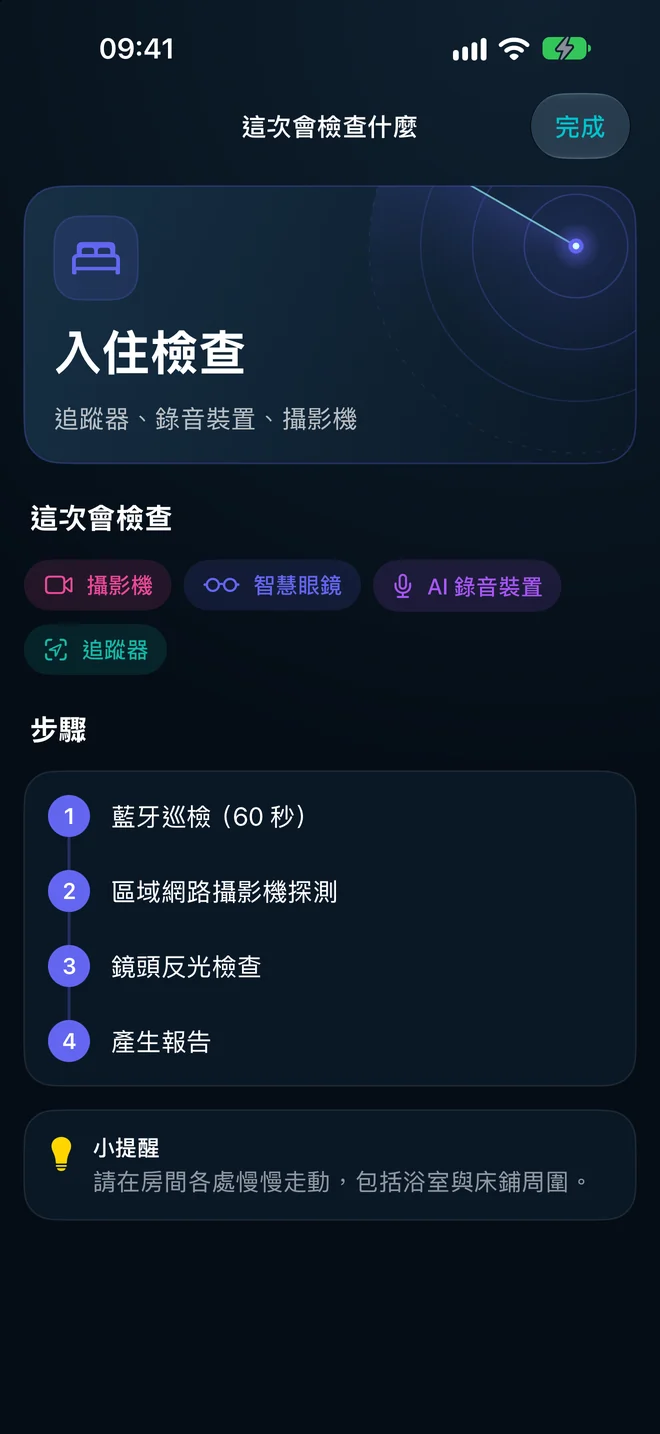 09:41
這次會檢查什麼
完成
入住檢查
追蹤器、錄音裝置、攝影機
這次會檢查
攝影機
智慧眼鏡
AI 錄音裝置
追蹤器
步驟
1 藍牙巡檢（60 秒）
2 區域網路攝影機探測
3 鏡頭反光檢查
4 產生報告
小提醒
請在房間各處慢慢走動，包括浴室與床鋪周圍。